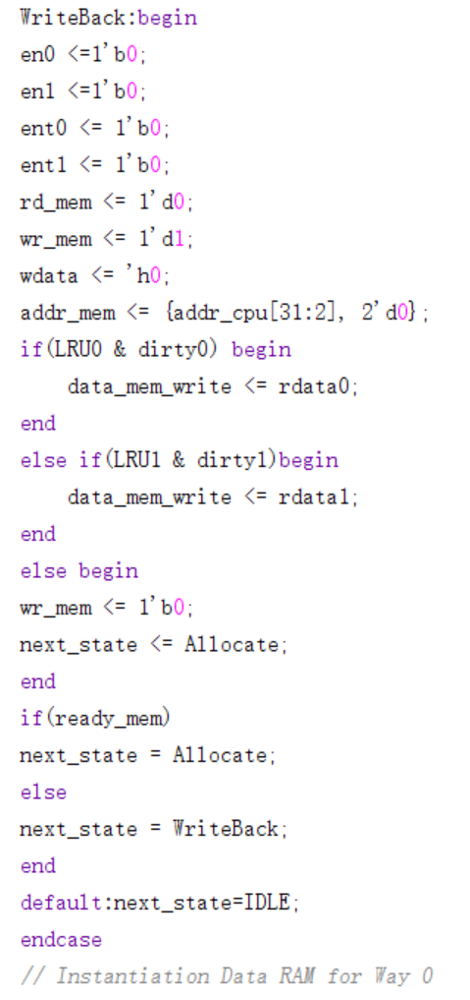 WriteBack:begin
en0 <=1'b0;
en1 <=1'b0;
ent0 <= 1'b0;
ent1 <= 1'b0;
rd_mem <= 1'd0;
wr_mem <= 1'd1;
wdata <= 'h0;
addr_mem <= {addr_cpu[31:2], 2'd0};
if(LRU0 & dirty0) begin
    data_mem_write <= rdata0;
end
else if(LRU1 & dirty1)begin
    data_mem_write <= rdata1;
end
else begin
wr_mem <= 1'b0;
next_state <= Allocate;
end
if(ready_mem)
next_state = Allocate;
else
next_state = WriteBack;
end
default:next_state=IDLE;
endcase
// Instantiation Data RAM for Way 0